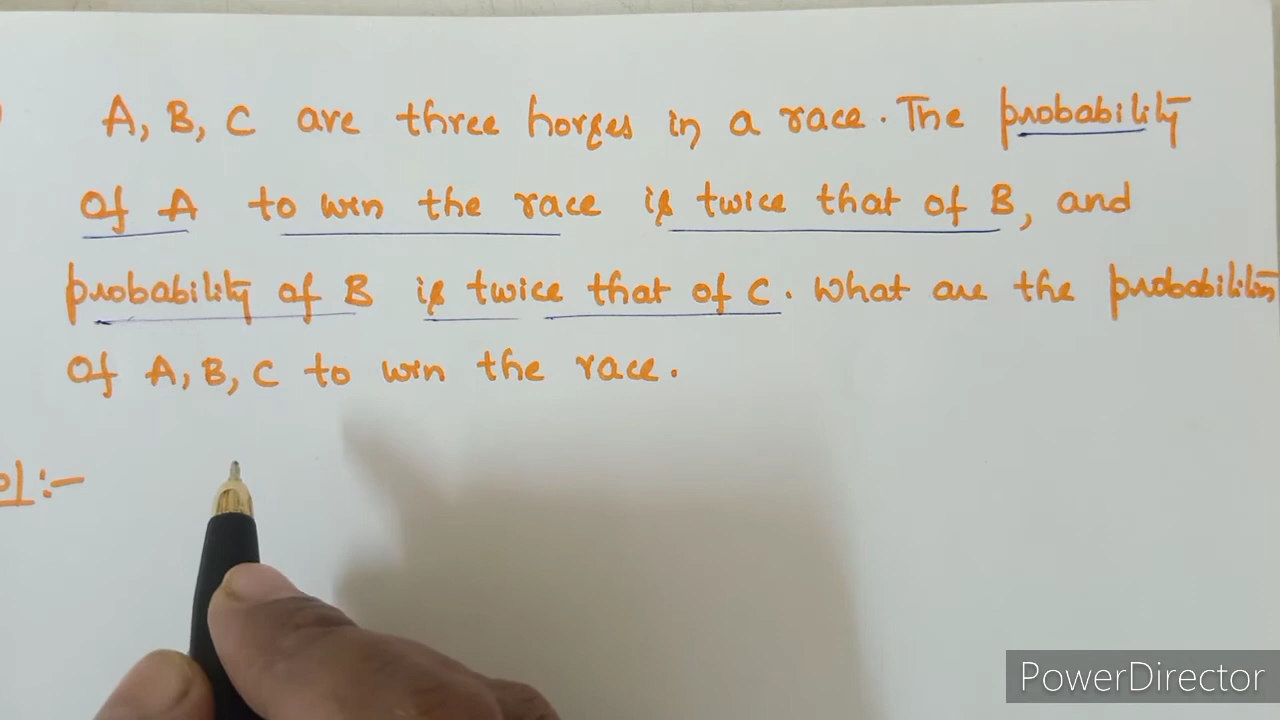 A, B, C are three horses in a race. The probability
of A to win the race is twice that of B, and
probability of B is twice that of C. What are the probabilities
of A, B, C to win the race.
ol:-
PowerDirector